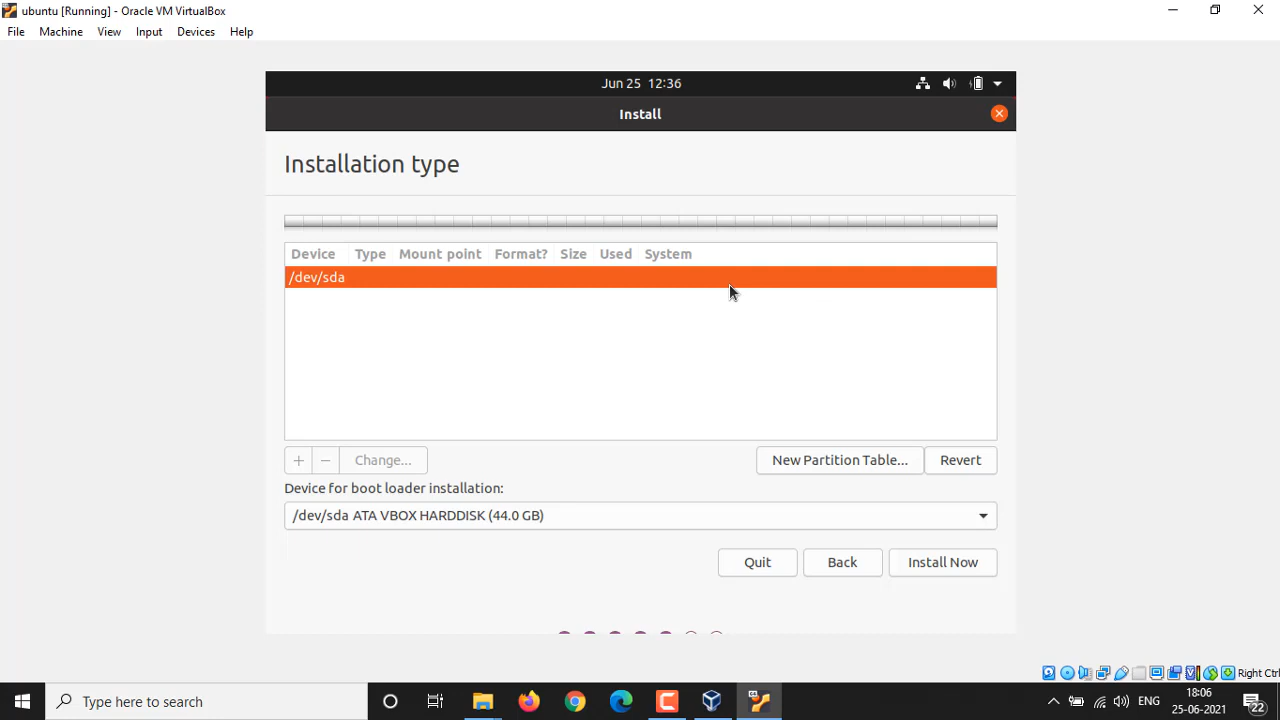 ubuntu [Running] - Oracle VM VirtualBox
File Machine View Input Devices Help
Jun 25 12:36
Install
Installation type
Device Type Mount point Format? Size Used System
/dev/sda
+ − Change... New Partition Table... Revert
Device for boot loader installation:
/dev/sda ATA VBOX HARDDISK (44.0 GB)
Quit Back Install Now
Right Ctrl
Type here to search
ENG
18:06
25-06-2021
22